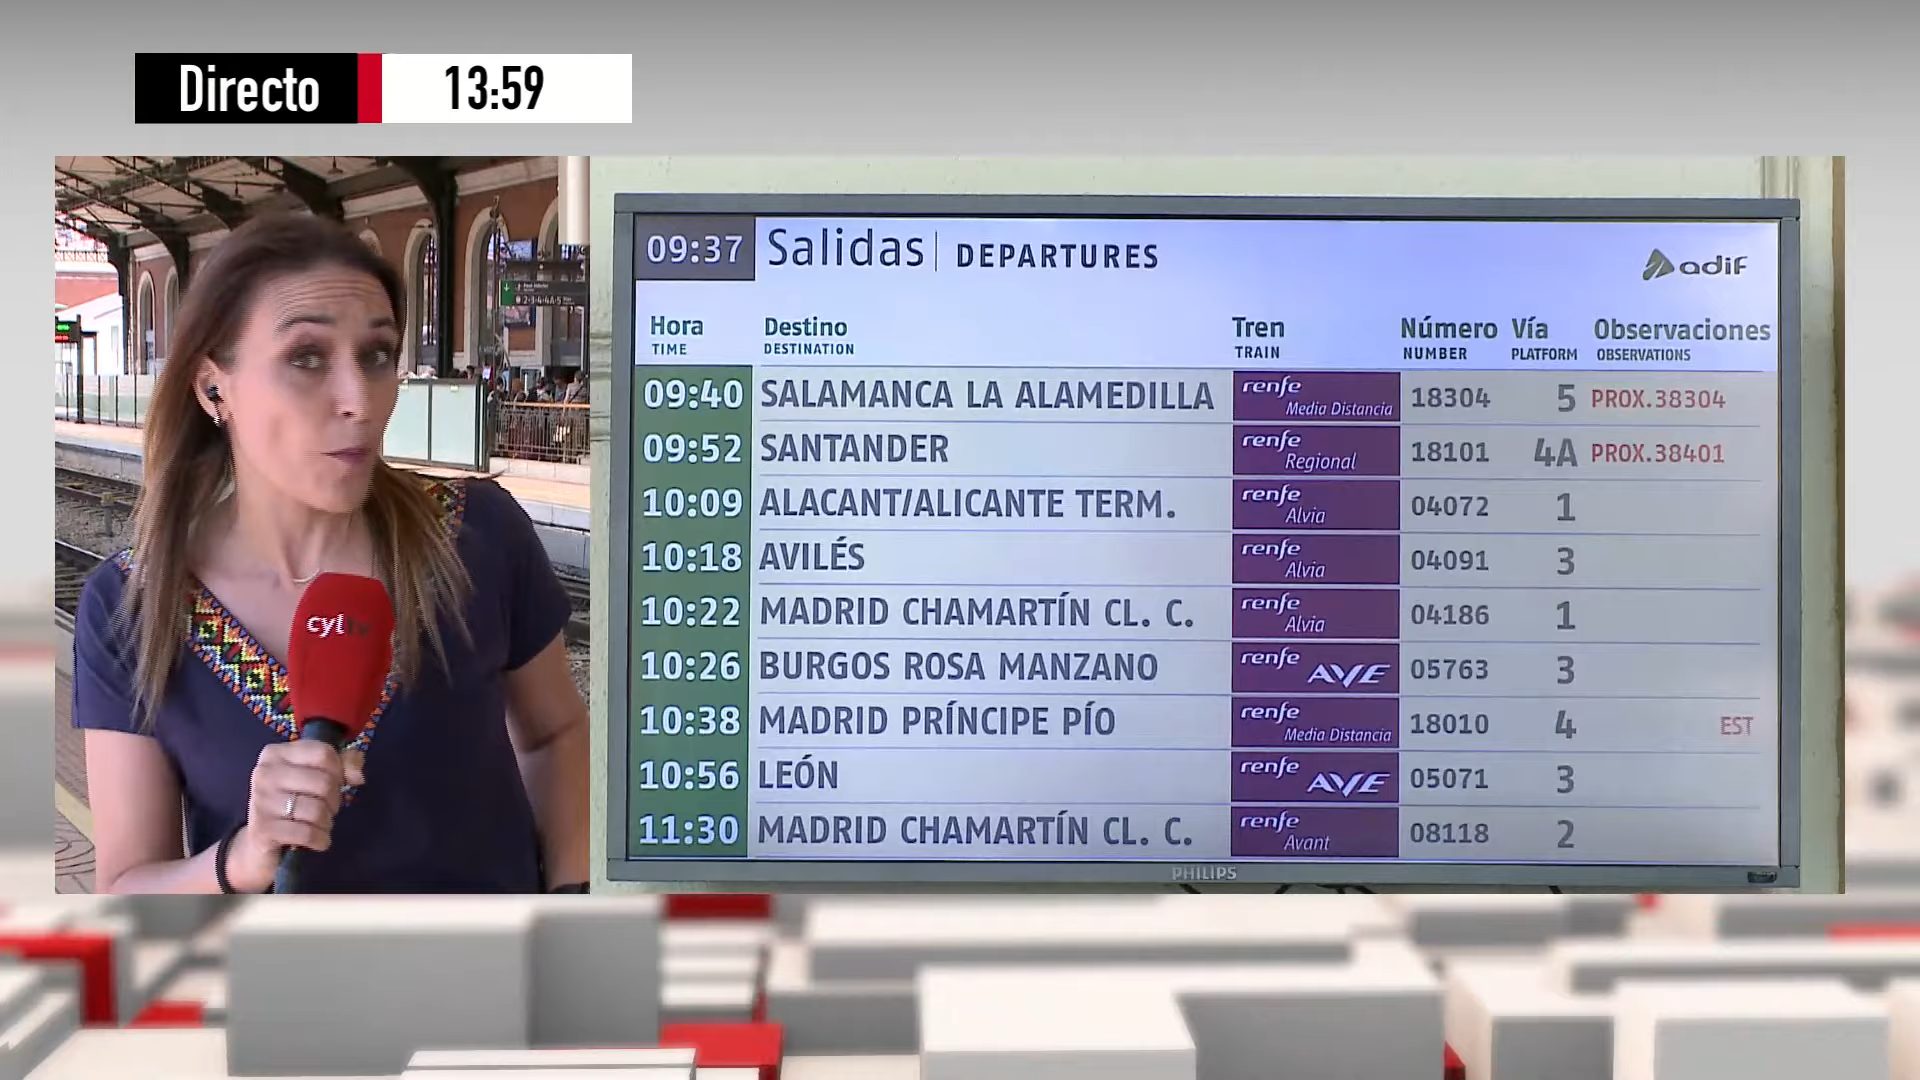 Directo 13:59
09:37 Salidas | DEPARTURES adif
Hora Destino Tren Número Vía Observaciones
TIME DESTINATION TRAIN NUMBER PLATFORM OBSERVATIONS
09:40 SALAMANCA LA ALAMEDILLA renfe Media Distancia 18304 5 PROX.38304
09:52 SANTANDER renfe Regional 18101 4A PROX.38401
10:09 ALACANT/ALICANTE TERM. renfe Alvia 04072 1
10:18 AVILÉS renfe Alvia 04091 3
10:22 MADRID CHAMARTÍN CL. C. renfe Alvia 04186 1
10:26 BURGOS ROSA MANZANO renfe AVE 05763 3
10:38 MADRID PRÍNCIPE PÍO renfe Media Distancia 18010 4 EST
10:56 LEÓN renfe AVE 05071 3
11:30 MADRID CHAMARTÍN CL. C. renfe Avant 08118 2
PHILIPS
cyltv